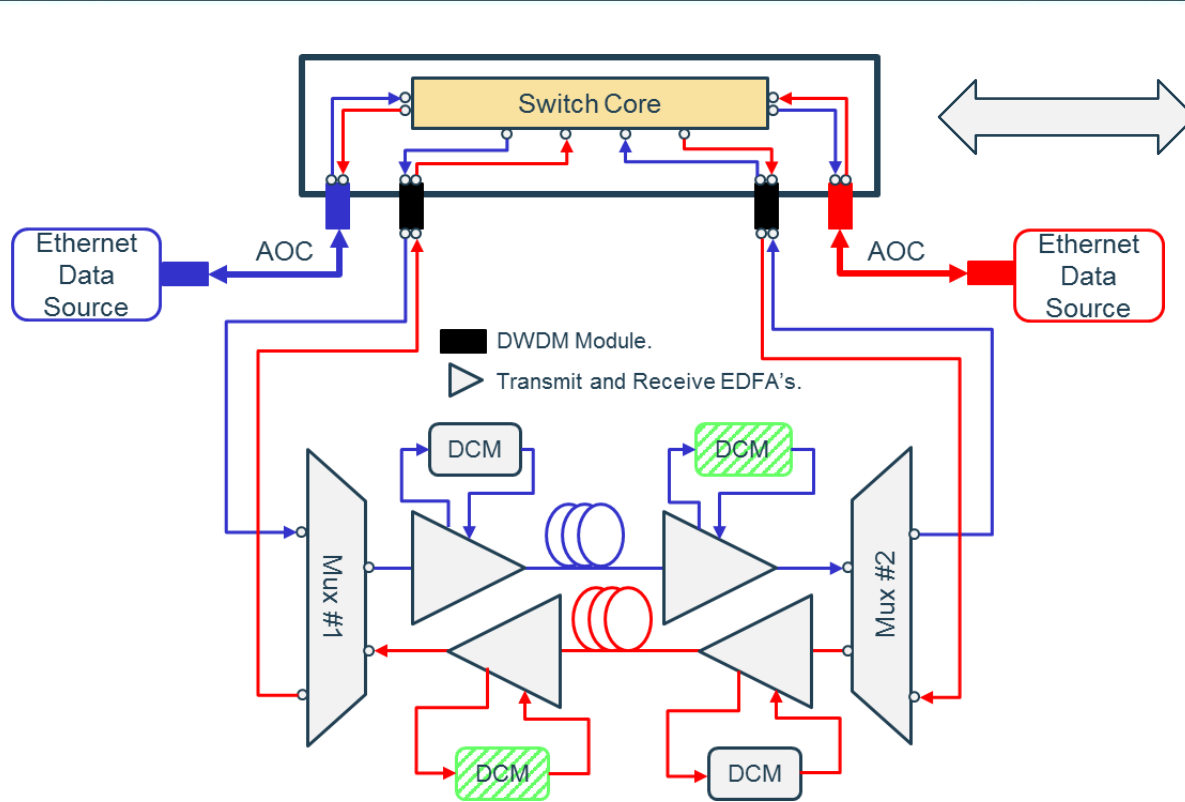 Switch Core
Ethernet
Data
Source
AOC
AOC
Ethernet
Data
Source
DWDM Module.
Transmit and Receive EDFA's.
DCM
DCM
Mux #1
Mux #2
DCM
DCM